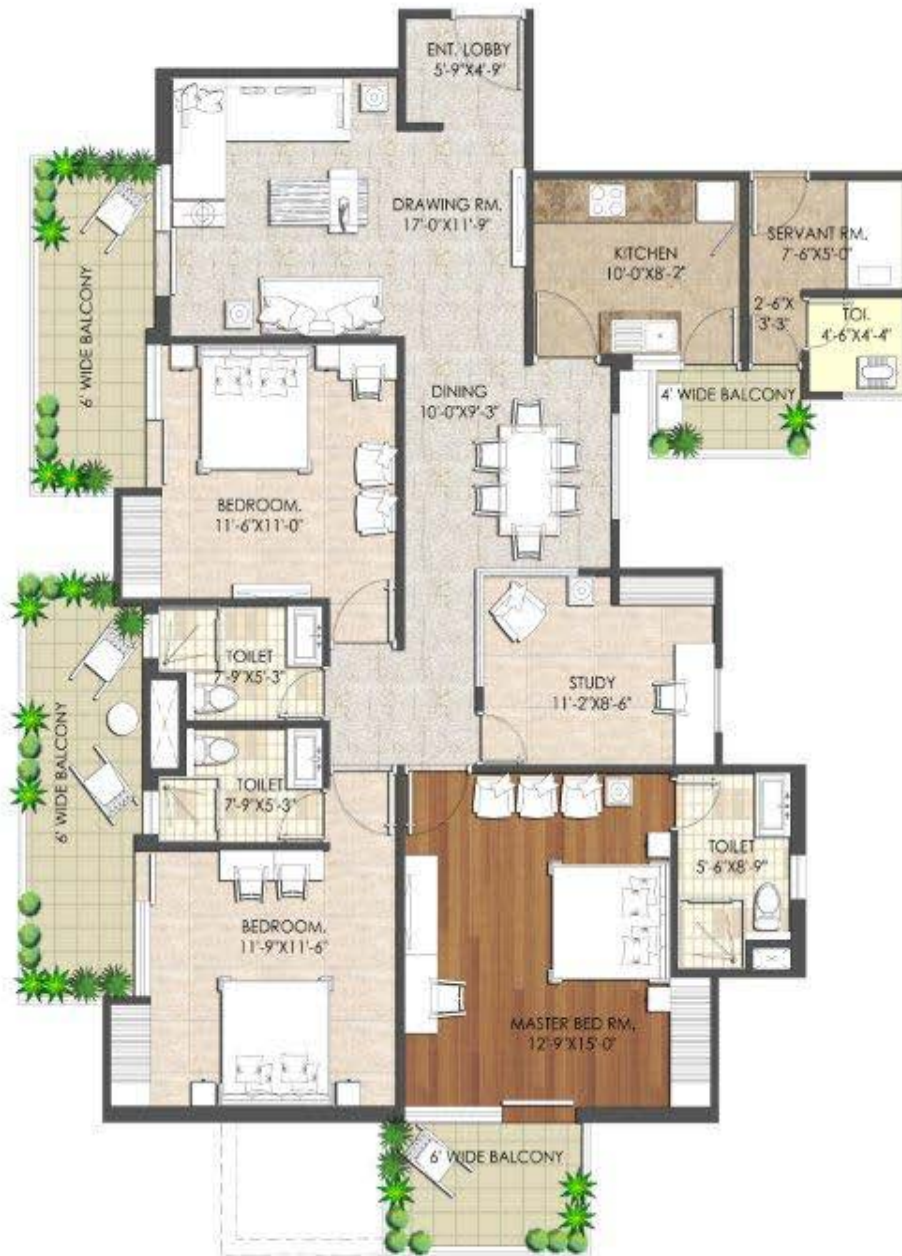 ENT. LOBBY
5'-9"X4'-9"
DRAWING RM.
17'-0"X11'-9"
KITCHEN
10'-0"X8'-2"
SERVANT RM.
7'-6"X5'-0"
2'-6"X
3'-3"
TOI.
4'-6"X4'-4"
6' WIDE BALCONY
DINING
10'-0"X9'-3"
4' WIDE BALCONY
BEDROOM.
11'-6"X11'-0"
TOILET
7'-9"X5'-3"
STUDY
11'-2"X8'-6"
6' WIDE BALCONY
TOILET
7'-9"X5'-3"
TOILET
5'-6"X8'-9"
BEDROOM.
11'-9"X11'-6"
MASTER BED RM.
12'-9"X15'-0"
6' WIDE BALCONY